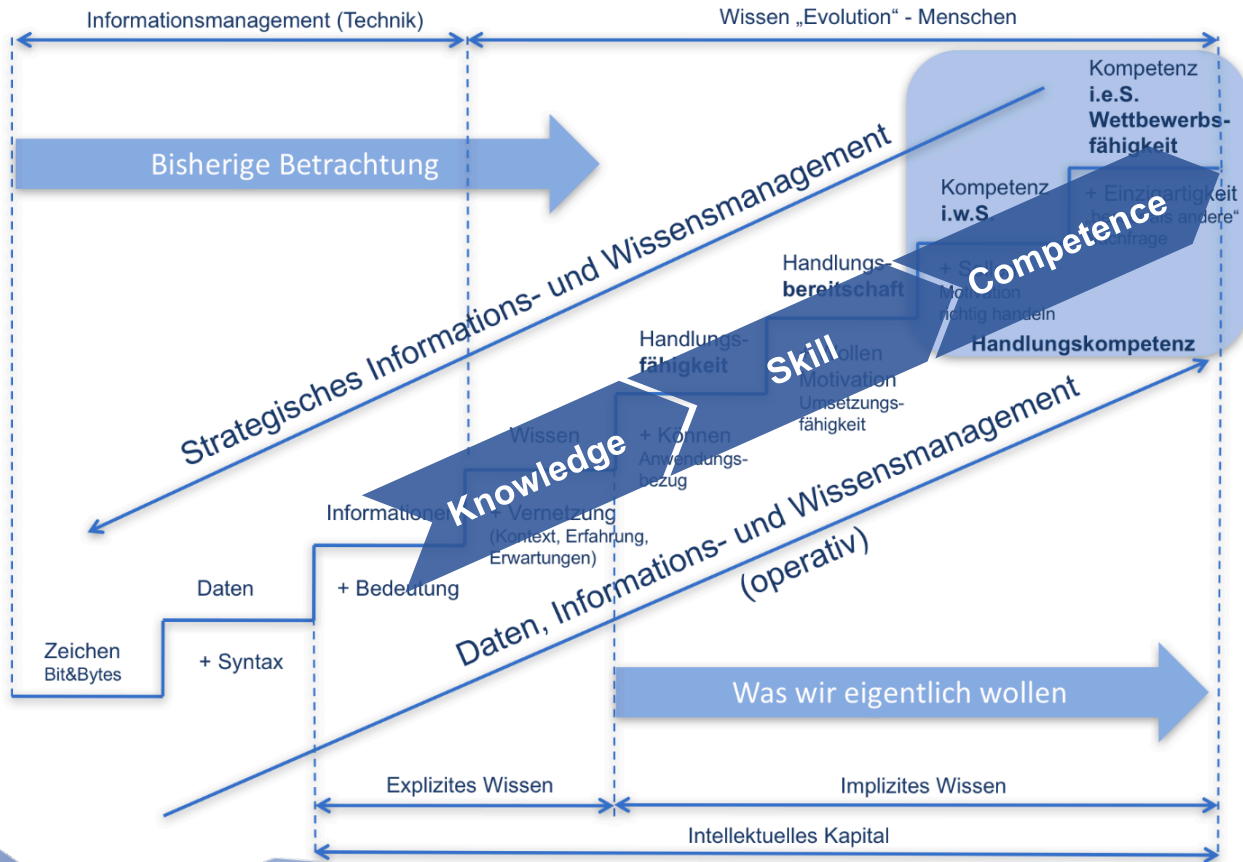 Informationsmanagement (Technik)
Wissen „Evolution“ - Menschen
Bisherige Betrachtung
Strategisches Informations- und Wissensmanagement
Kompetenz
i.e.S.
Wettbewerbs-
fähigkeit
+ Einzigartigkeit
andere“
Kompetenz
i.w.S.
Motivation
richtig handeln
Handlungskompetenz
Handlungs-
bereitschaft
Motivation
Umsetzungs-
fähigkeit
Handlungs-
fähigkeit
+ Können
Anwendungs-
bezug
Wissen
+ Vernetzung
(Kontext, Erfahrung,
Erwartungen)
Informationen
+ Bedeutung
Daten
+ Syntax
Zeichen
Bit&Bytes
Knowledge
Skill
Competence
Daten, Informations- und Wissensmanagement
(operativ)
Was wir eigentlich wollen
Explizites Wissen
Implizites Wissen
Intellektuelles Kapital